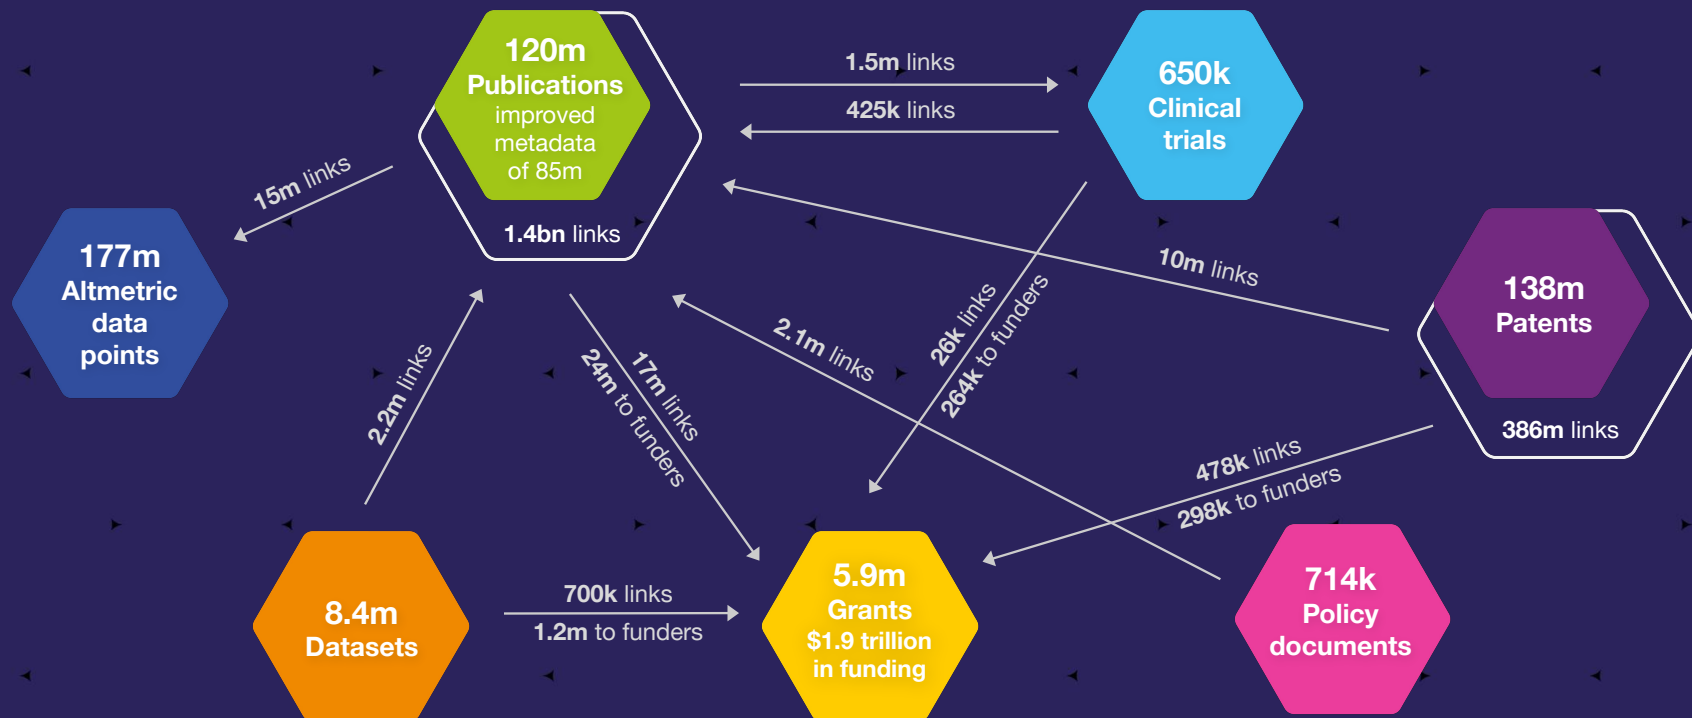 120m
Publications
improved
metadata
of 85m
1.4bn links
1.5m links
425k links
650k
Clinical
trials
15m links
177m
Altmetric
data
points
10m links
138m
Patents
386m links
26k links
264k to funders
2.1m links
17m links
24m to funders
2.2m links
478k links
298k to funders
8.4m
Datasets
700k links
1.2m to funders
5.9m
Grants
$1.9 trillion
in funding
714k
Policy
documents